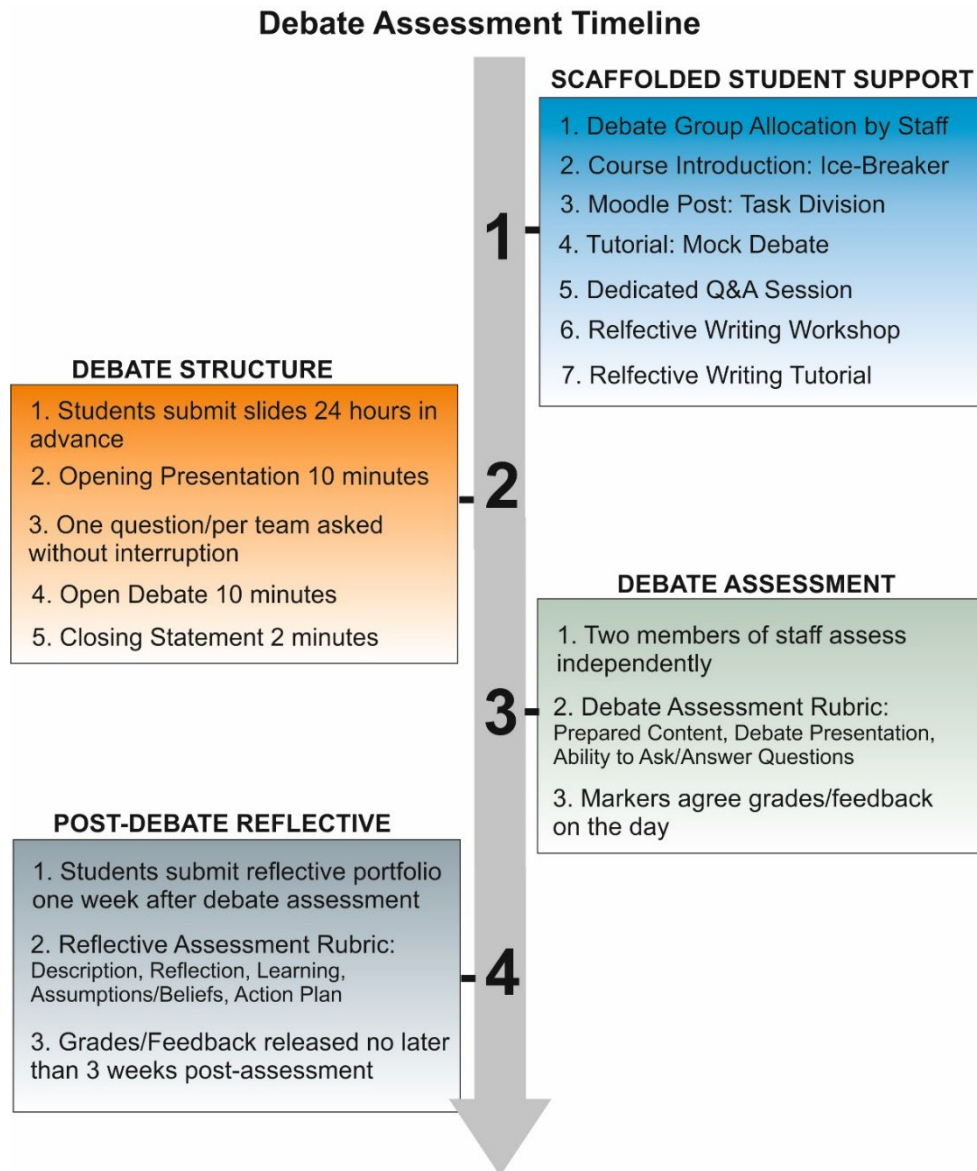 Debate Assessment Timeline
SCAFFOLDED STUDENT SUPPORT
1. Debate Group Allocation by Staff
2. Course Introduction: Ice-Breaker
3. Moodle Post: Task Division
4. Tutorial: Mock Debate
5. Dedicated Q&A Session
6. Relfective Writing Workshop
7. Relfective Writing Tutorial
1
DEBATE STRUCTURE
1. Students submit slides 24 hours in
advance
2. Opening Presentation 10 minutes
3. One question/per team asked
without interruption
4. Open Debate 10 minutes
5. Closing Statement 2 minutes
2
DEBATE ASSESSMENT
1. Two members of staff assess
independently
2. Debate Assessment Rubric:
Prepared Content, Debate Presentation,
Ability to Ask/Answer Questions
3. Markers agree grades/feedback
on the day
3
POST-DEBATE REFLECTIVE
1. Students submit reflective portfolio
one week after debate assessment
2. Reflective Assessment Rubric:
Description, Reflection, Learning,
Assumptions/Beliefs, Action Plan
3. Grades/Feedback released no later
than 3 weeks post-assessment
4